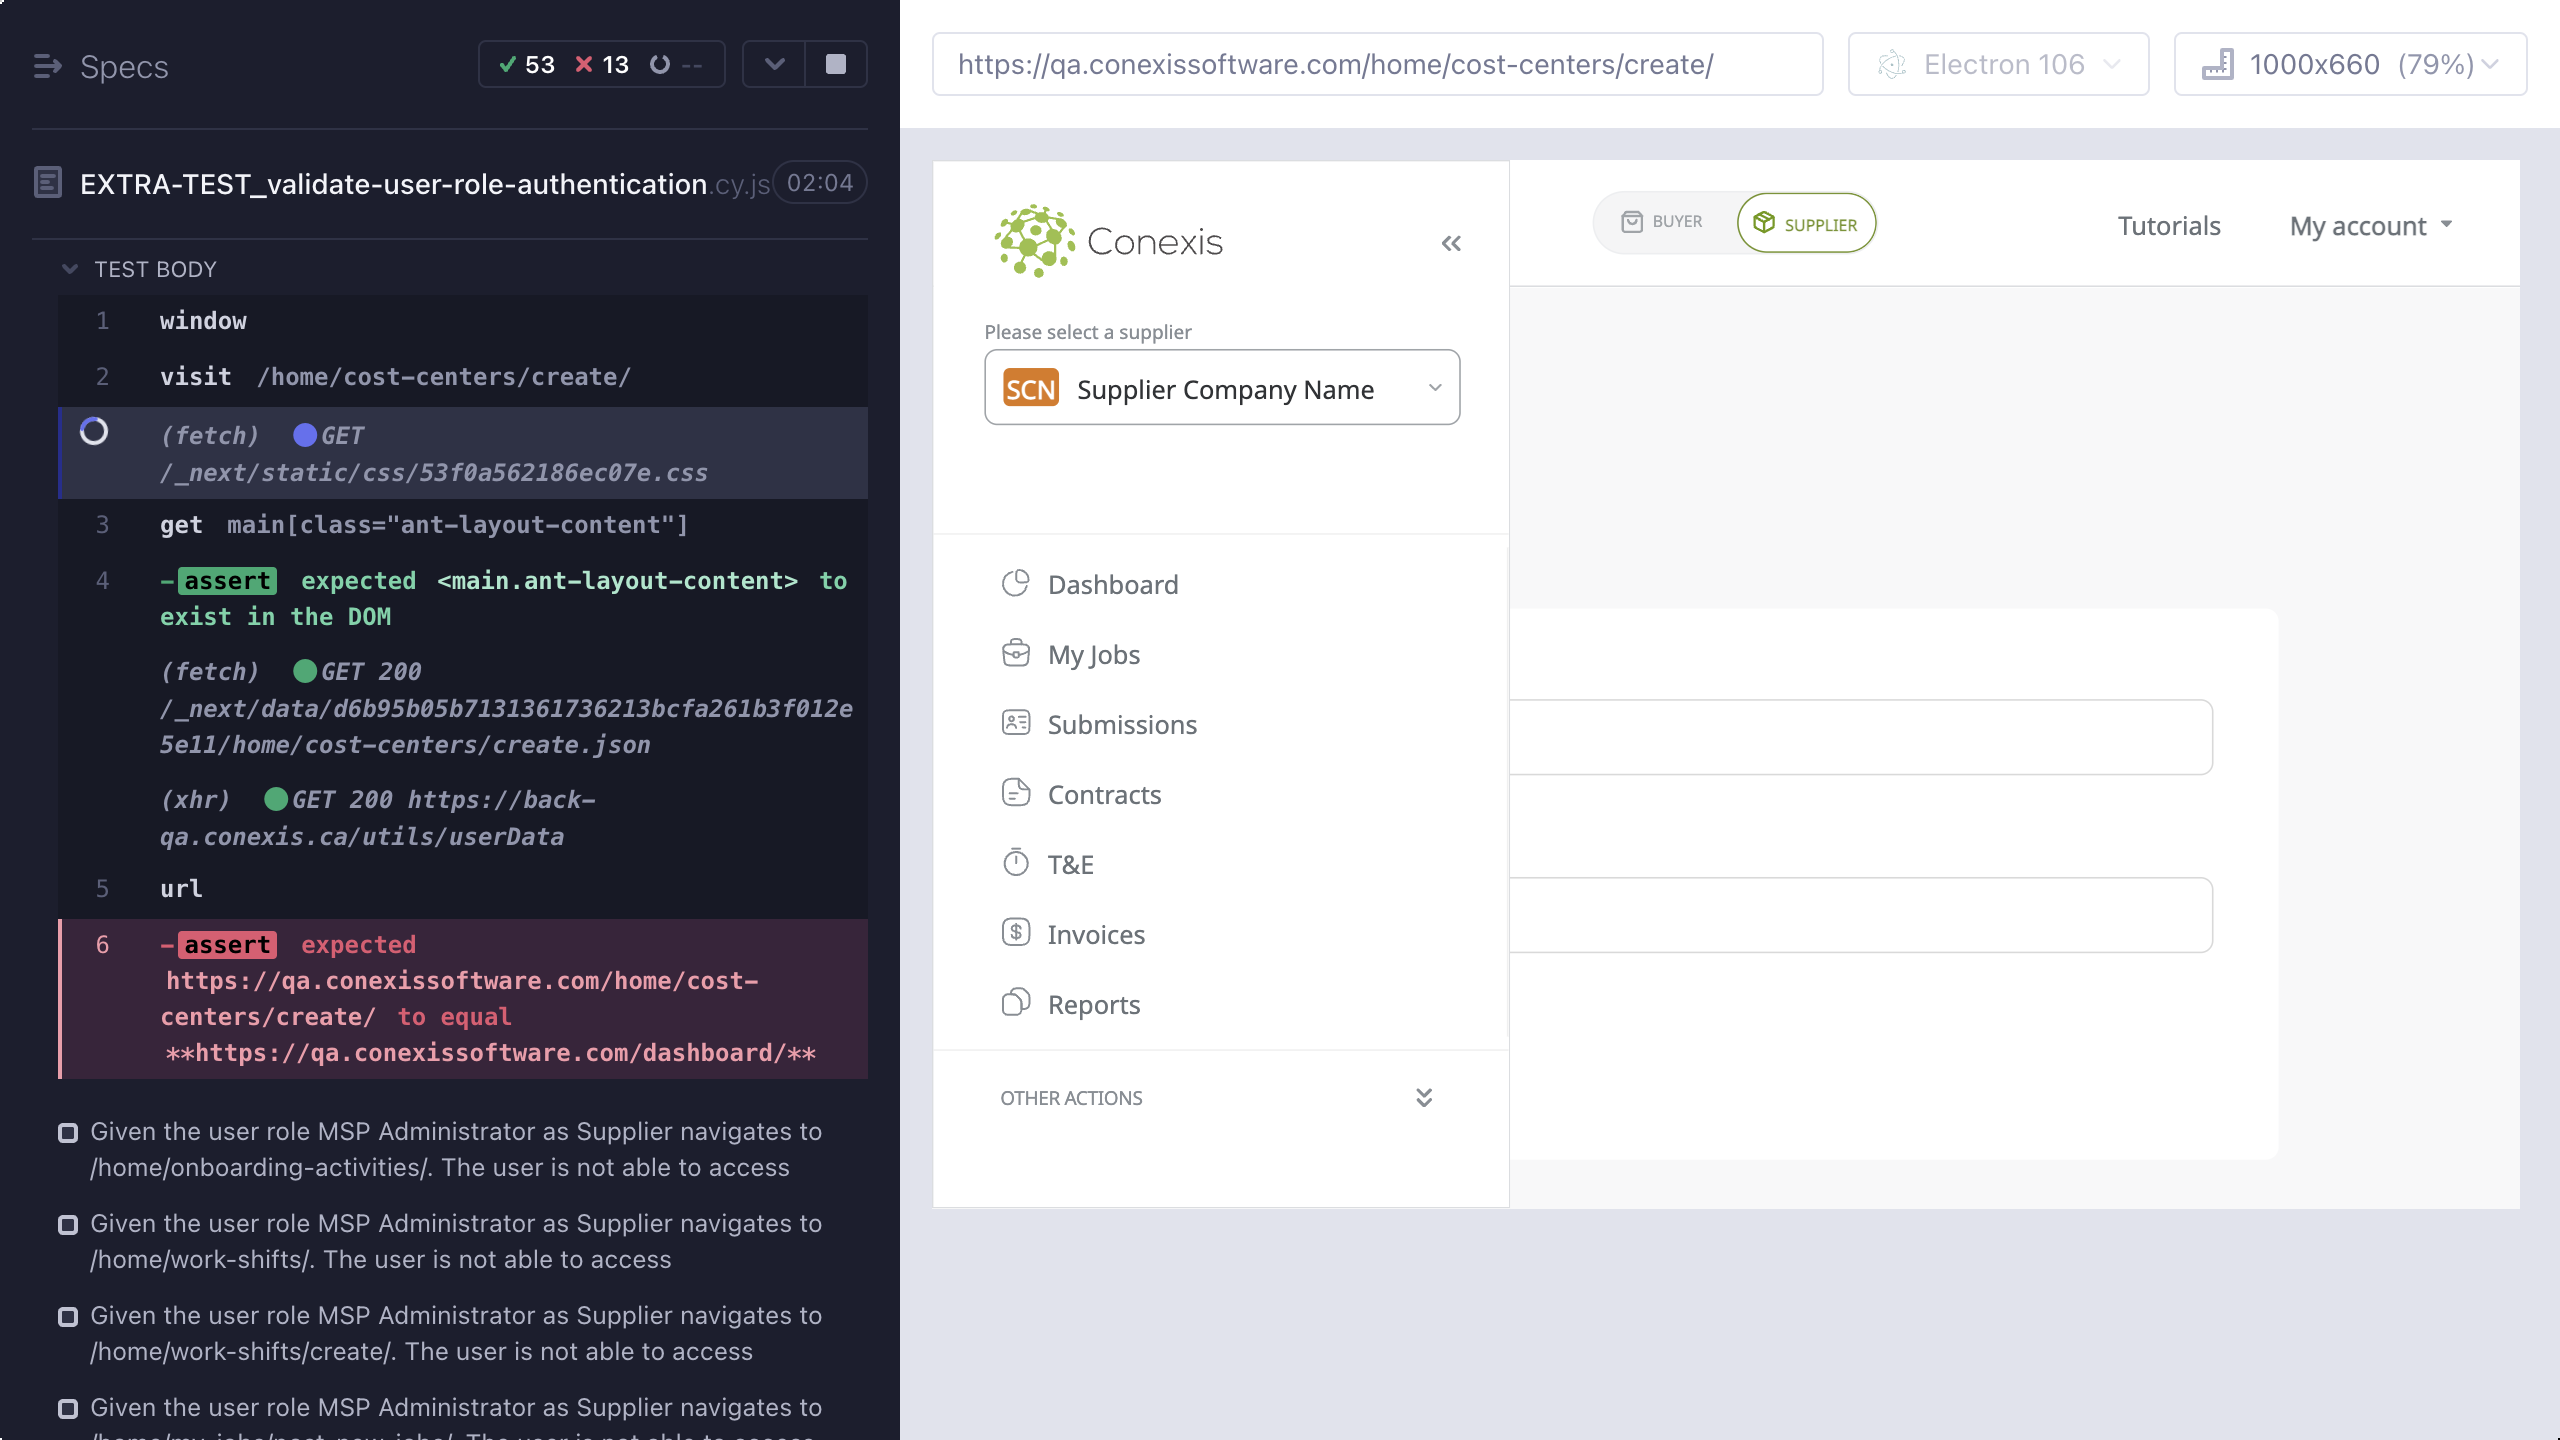 Specs
53
13
--
EXTRA-TEST_validate-user-role-authentication.cy.js
02:04
TEST BODY
1 window
2 visit /home/cost-centers/create/
(fetch) GET
/_next/static/css/53f0a562186ec07e.css
3 get main[class="ant-layout-content"]
4 -assert expected <main.ant-layout-content> to
exist in the DOM
(fetch) GET 200
/_next/data/d6b95b05b7131361736213bcfa261b3f012e
5e11/home/cost-centers/create.json
(xhr) GET 200 https://back-
qa.conexis.ca/utils/userData
5 url
6 -assert expected
https://qa.conexissoftware.com/home/cost-
centers/create/ to equal
**https://qa.conexissoftware.com/dashboard/**
Given the user role MSP Administrator as Supplier navigates to
/home/onboarding-activities/. The user is not able to access
Given the user role MSP Administrator as Supplier navigates to
/home/work-shifts/. The user is not able to access
Given the user role MSP Administrator as Supplier navigates to
/home/work-shifts/create/. The user is not able to access
Given the user role MSP Administrator as Supplier navigates to
https://qa.conexissoftware.com/home/cost-centers/create/
Electron 106
1000x660 (79%)
Conexis
BUYER
SUPPLIER
Tutorials
My account
Please select a supplier
SCN Supplier Company Name
Dashboard
My Jobs
Submissions
Contracts
T&E
Invoices
Reports
OTHER ACTIONS